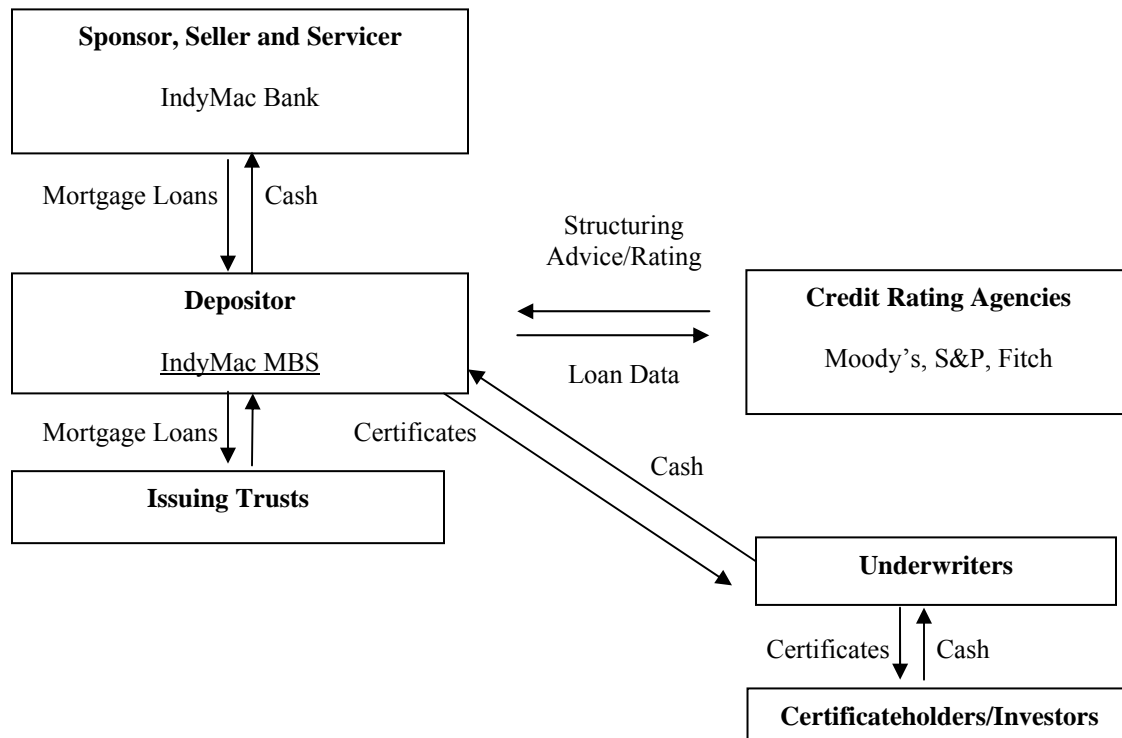 Sponsor, Seller and Servicer
IndyMac Bank
Mortgage Loans
Cash
Structuring
Advice/Rating
Depositor
IndyMac MBS
Credit Rating Agencies
Moody’s, S&P, Fitch
Loan Data
Mortgage Loans
Certificates
Cash
Issuing Trusts
Underwriters
Certificates
Cash
Certificateholders/Investors